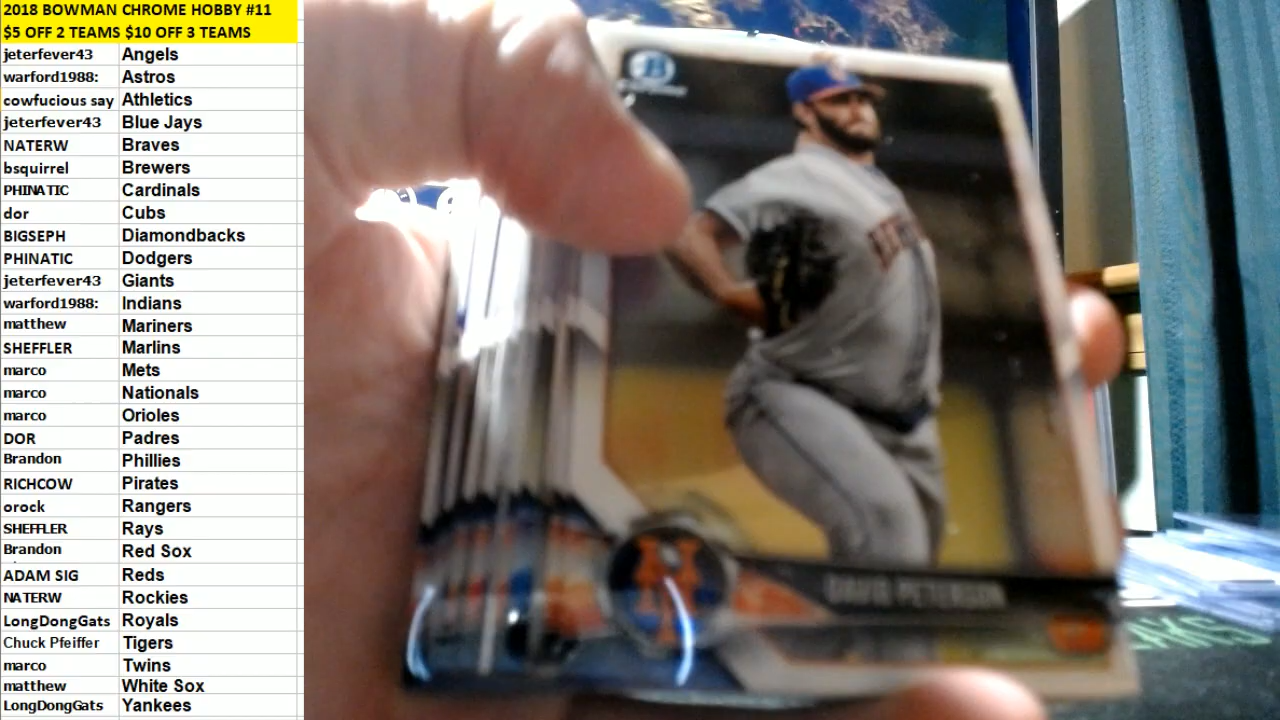 2018 BOWMAN CHROME HOBBY #11
$5 OFF 2 TEAMS $10 OFF 3 TEAMS
jeterfever43 Angels
warford1988: Astros
cowfucious say Athletics
jeterfever43 Blue Jays
NATERW Braves
bsquirrel Brewers
PHINATIC Cardinals
dor Cubs
BIGSEPH Diamondbacks
PHINATIC Dodgers
jeterfever43 Giants
warford1988: Indians
matthew Mariners
SHEFFLER Marlins
marco Mets
marco Nationals
marco Orioles
DOR Padres
Brandon Phillies
RICHCOW Pirates
orock Rangers
SHEFFLER Rays
Brandon Red Sox
ADAM SIG Reds
NATERW Rockies
LongDongGats Royals
Chuck Pfeiffer Tigers
marco Twins
matthew White Sox
LongDongGats Yankees
B
DAVID PETERSON